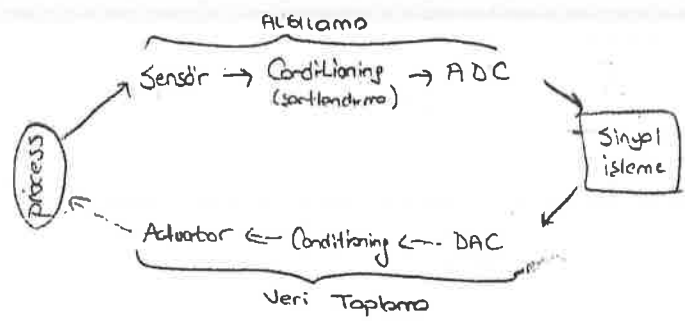 Algılama
Sensör → Conditioning → ADC
(şartlandırma)
process
Sinyal
işleme
Actuator ← Conditioning ← DAC
Veri Toplama